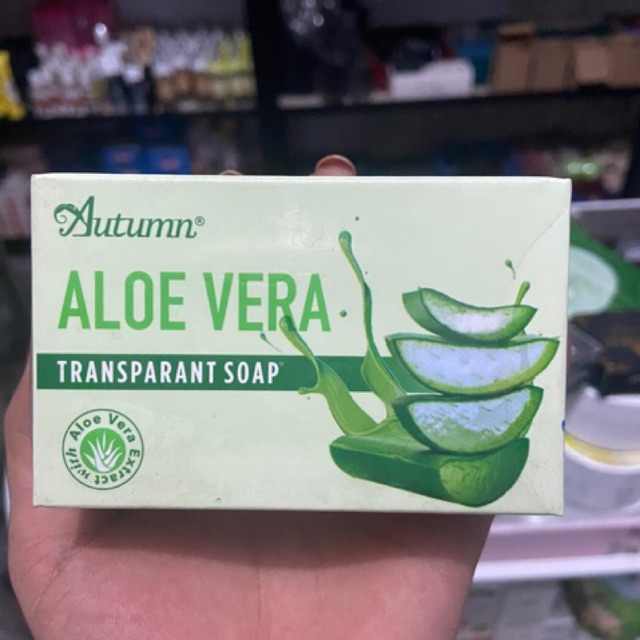 Autumn®
ALOE VERA
TRANSPARANT SOAP
with Aloe Vera Extract